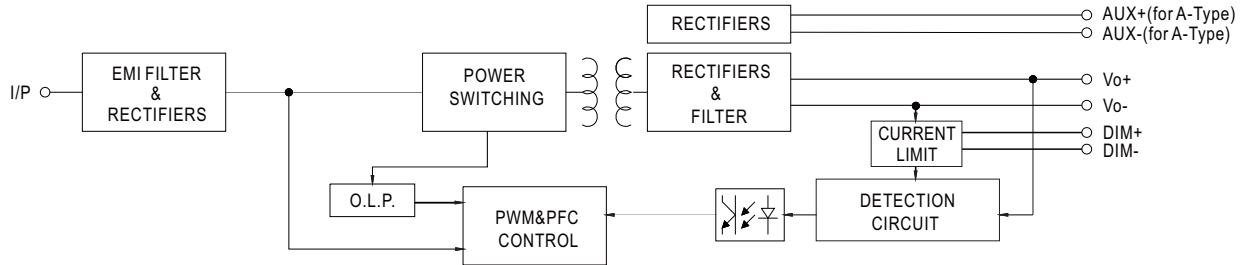 RECTIFIERS
AUX+(for A-Type)
AUX-(for A-Type)
I/P
EMI FILTER
&
RECTIFIERS
POWER
SWITCHING
RECTIFIERS
&
FILTER
Vo+
Vo-
CURRENT
LIMIT
DIM+
DIM-
O.L.P.
PWM&PFC
CONTROL
DETECTION
CIRCUIT